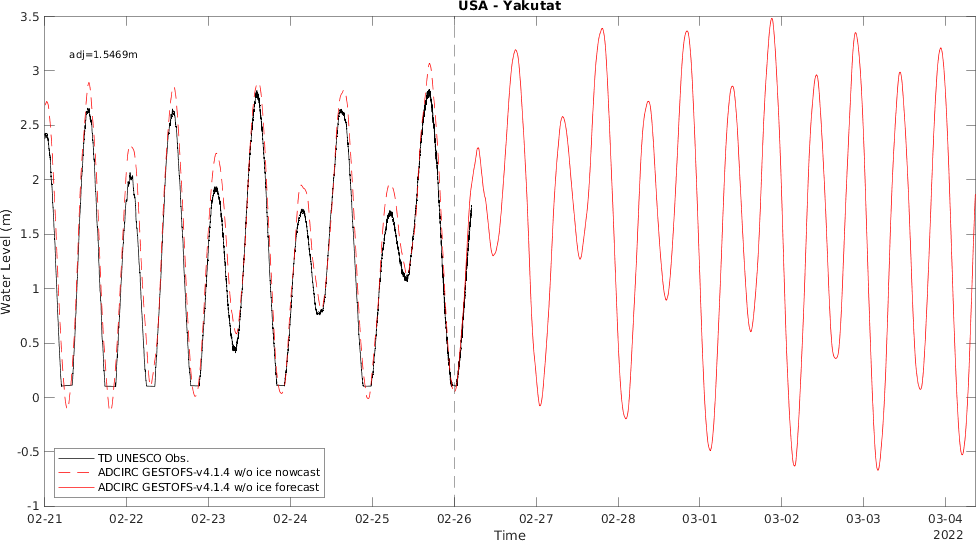 USA - Yakutat
adj=1.5469m
3.5
3
2.5
2
1.5
1
0.5
0
-0.5
-1
Water Level (m)
TD UNESCO Obs.
ADCIRC GESTOFS-v4.1.4 w/o ice nowcast
ADCIRC GESTOFS-v4.1.4 w/o ice forecast
02-21 02-22 02-23 02-24 02-25 02-26 02-27 02-28 03-01 03-02 03-03 03-04
2022
Time